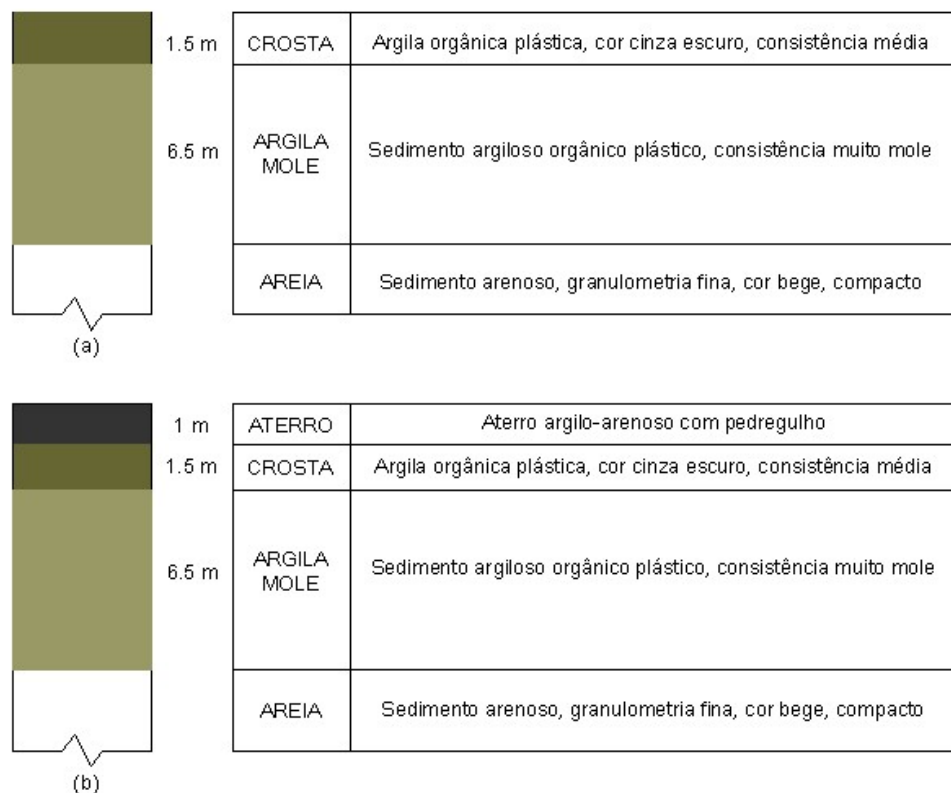 1.5 m CROSTA Argila orgânica plástica, cor cinza escuro, consistência média
6.5 m ARGILA MOLE Sedimento argiloso orgânico plástico, consistência muito mole
AREIA Sedimento arenoso, granulometria fina, cor bege, compacto
(a)
1 m ATERRO Aterro argilo-arenoso com pedregulho
1.5 m CROSTA Argila orgânica plástica, cor cinza escuro, consistência média
6.5 m ARGILA MOLE Sedimento argiloso orgânico plástico, consistência muito mole
AREIA Sedimento arenoso, granulometria fina, cor bege, compacto
(b)